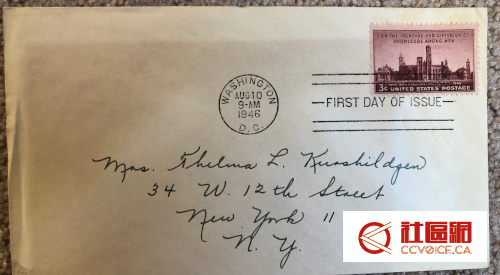 FOR THE INCREASE AND DIFFUSION OF
KNOWLEDGE AMONG MEN
3¢ UNITED STATES POSTAGE
WASHINGTON
AUG 10
9-AM
1946
D.C.
FIRST DAY OF ISSUE
Mrs. Thelma L. Kurshildgen
34 W. 12th Street
New York 11
N. Y.
社區網
CCVOICE.CA